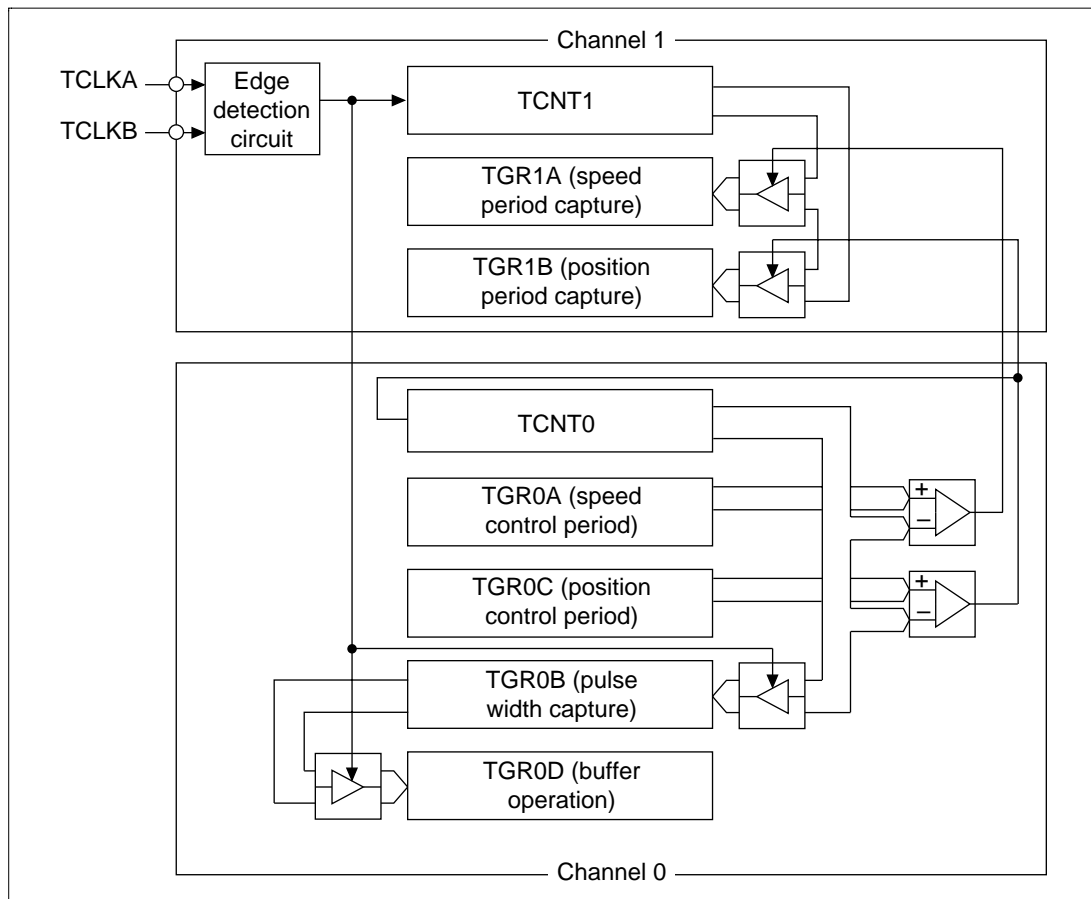 Channel 1
TCLKA
TCLKB
Edge
detection
circuit
TCNT1
TGR1A (speed
period capture)
TGR1B (position
period capture)
TCNT0
TGR0A (speed
control period)
+
−
TGR0C (position
control period)
+
−
TGR0B (pulse
width capture)
TGR0D (buffer
operation)
Channel 0